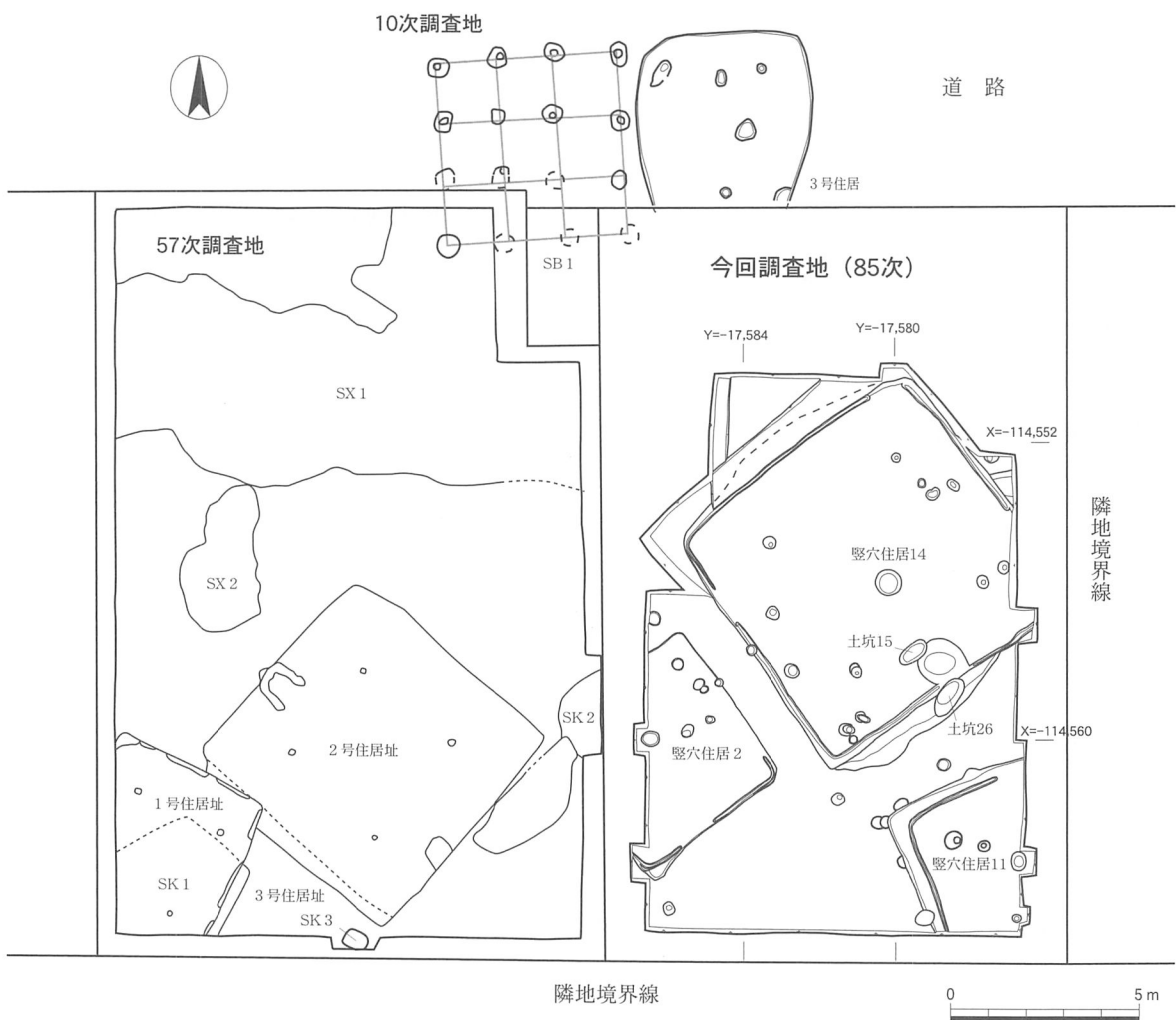 10次調査地
道 路
3号住居
57次調査地
SB 1
今回調査地（85次）
Y=-17,584
Y=-17,580
SX 1
X=-114,552
SX 2
竪穴住居14
隣地境界線
土坑15
SK 2
土坑26
X=-114,560
2号住居址
竪穴住居 2
1号住居址
竪穴住居11
SK 1
3号住居址
SK 3
隣地境界線
0
5 m